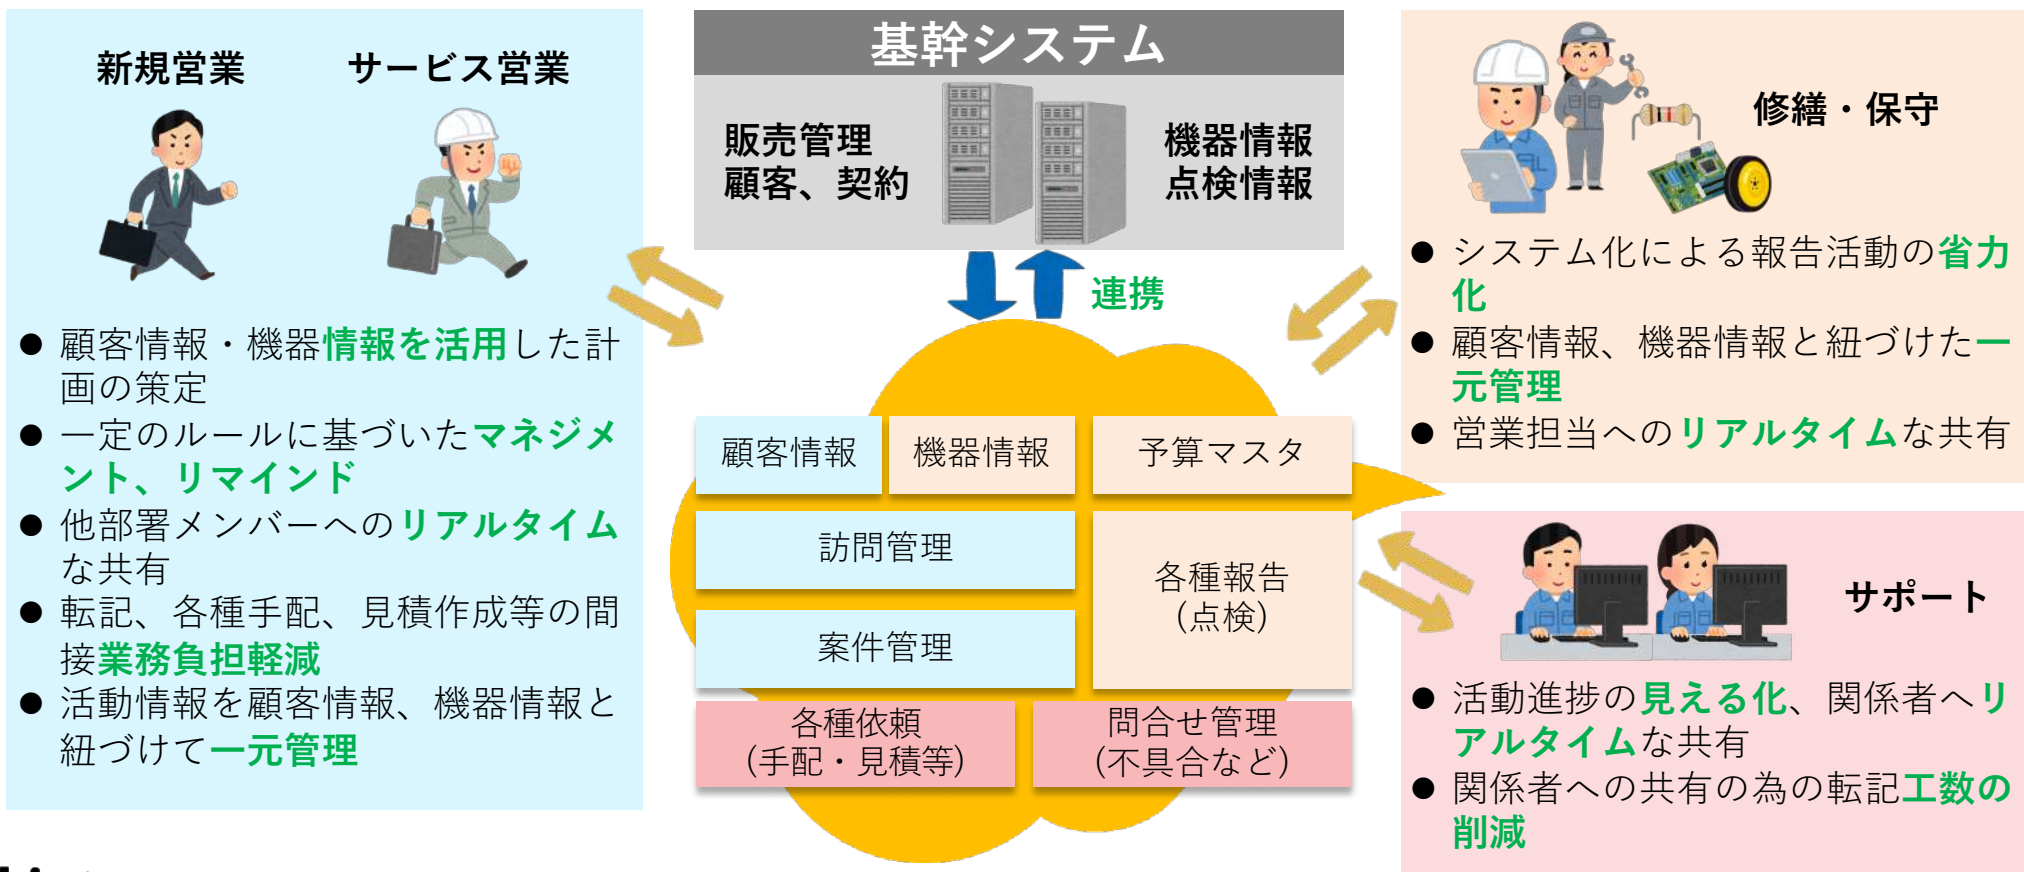 新規営業
サービス営業
● 顧客情報・機器情報を活用した計
画の策定
● 一定のルールに基づいたマネジメ
ント、リマインド
● 他部署メンバーへのリアルタイム
な共有
● 転記、各種手配、見積作成等の間
接業務負担軽減
● 活動情報を顧客情報、機器情報と
紐づけて一元管理
基幹システム
販売管理
顧客、契約
機器情報
点検情報
連携
顧客情報
機器情報
予算マスタ
訪問管理
案件管理
各種報告
(点検)
各種依頼
(手配・見積等)
問合せ管理
(不具合など)
修繕・保守
● システム化による報告活動の省力
化
● 顧客情報、機器情報と紐づけた一
元管理
● 営業担当へのリアルタイムな共有
サポート
● 活動進捗の見える化、関係者へリ
アルタイムな共有
● 関係者への共有の為の転記工数の
削減